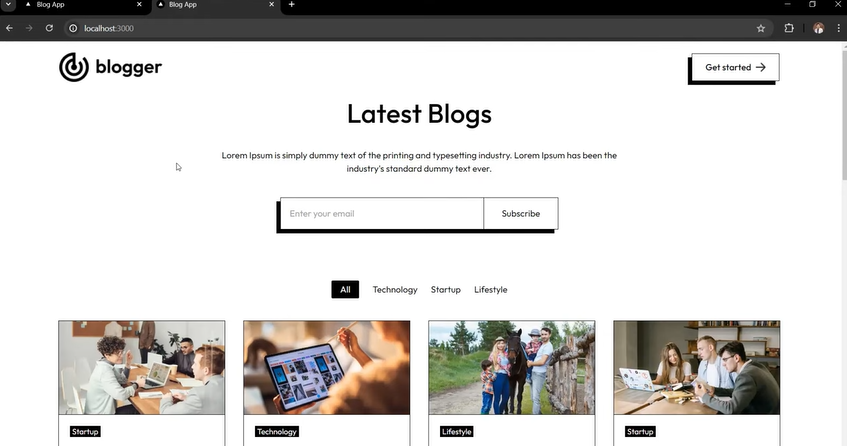 Blog App
Blog App
localhost:3000
blogger
Get started
Latest Blogs
Lorem Ipsum is simply dummy text of the printing and typesetting industry. Lorem Ipsum has been the
industry's standard dummy text ever.
Enter your email
Subscribe
All Technology Startup Lifestyle
Startup
Technology
Lifestyle
Startup